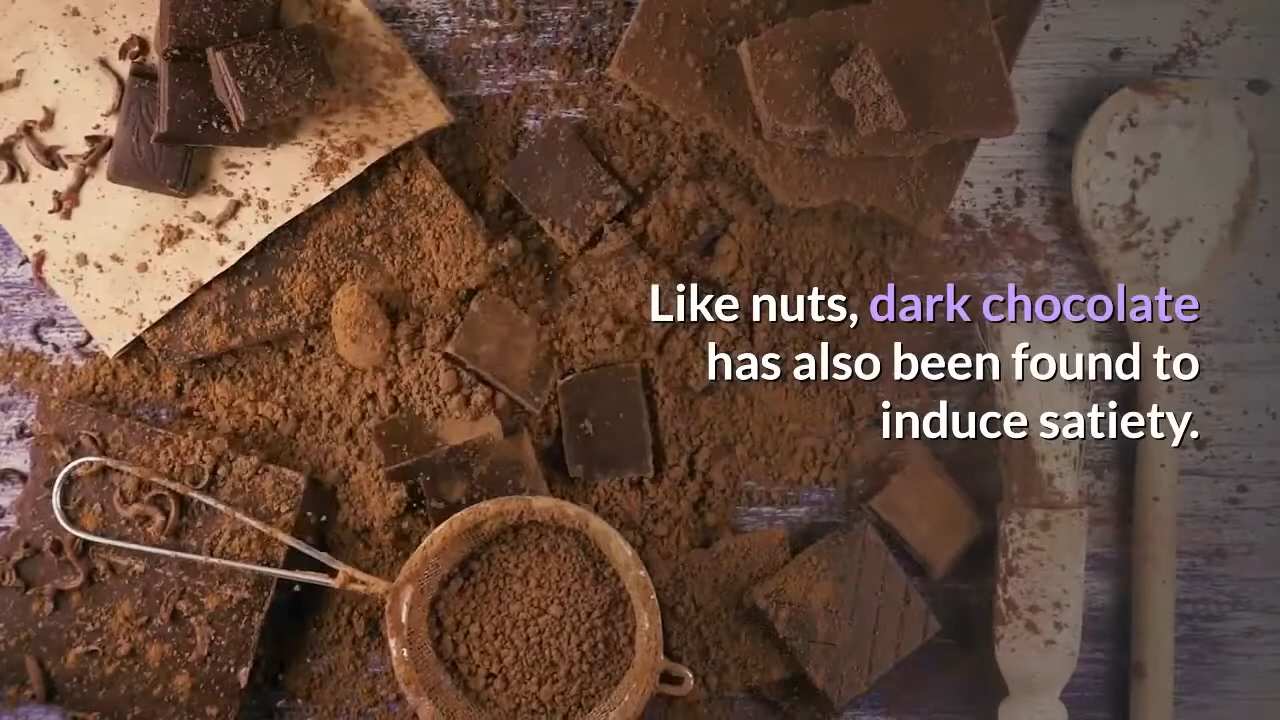 Like nuts, dark chocolate
has also been found to
induce satiety.